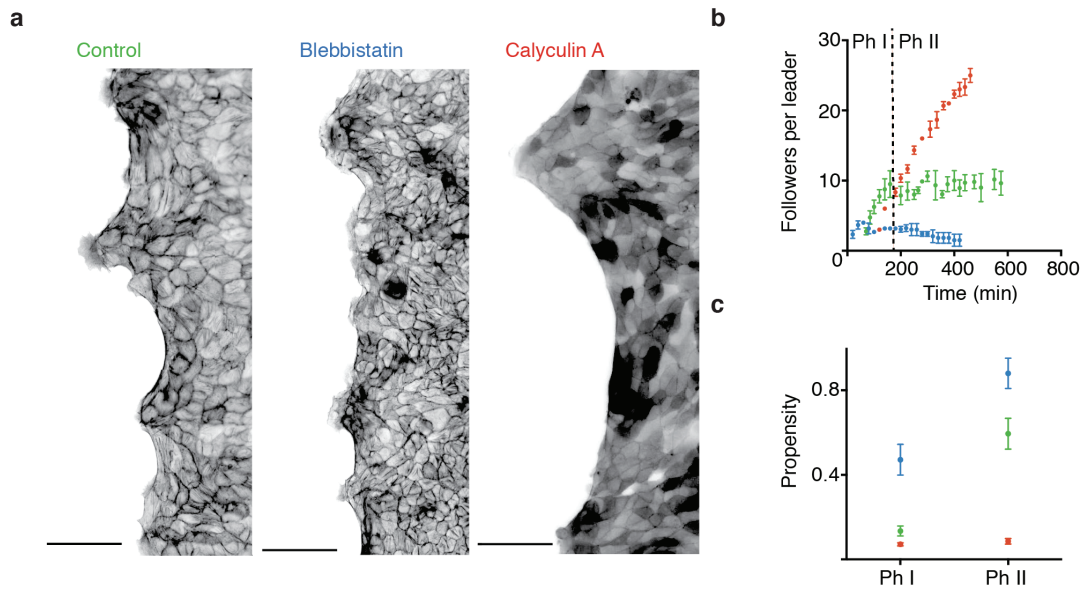 a
Control
Blebbistatin
Calyculin A
b
Followers per leader
30
20
10
0
Ph I
Ph II
200
400
600
800
Time (min)
c
Propensity
0.8
0.4
Ph I
Ph II